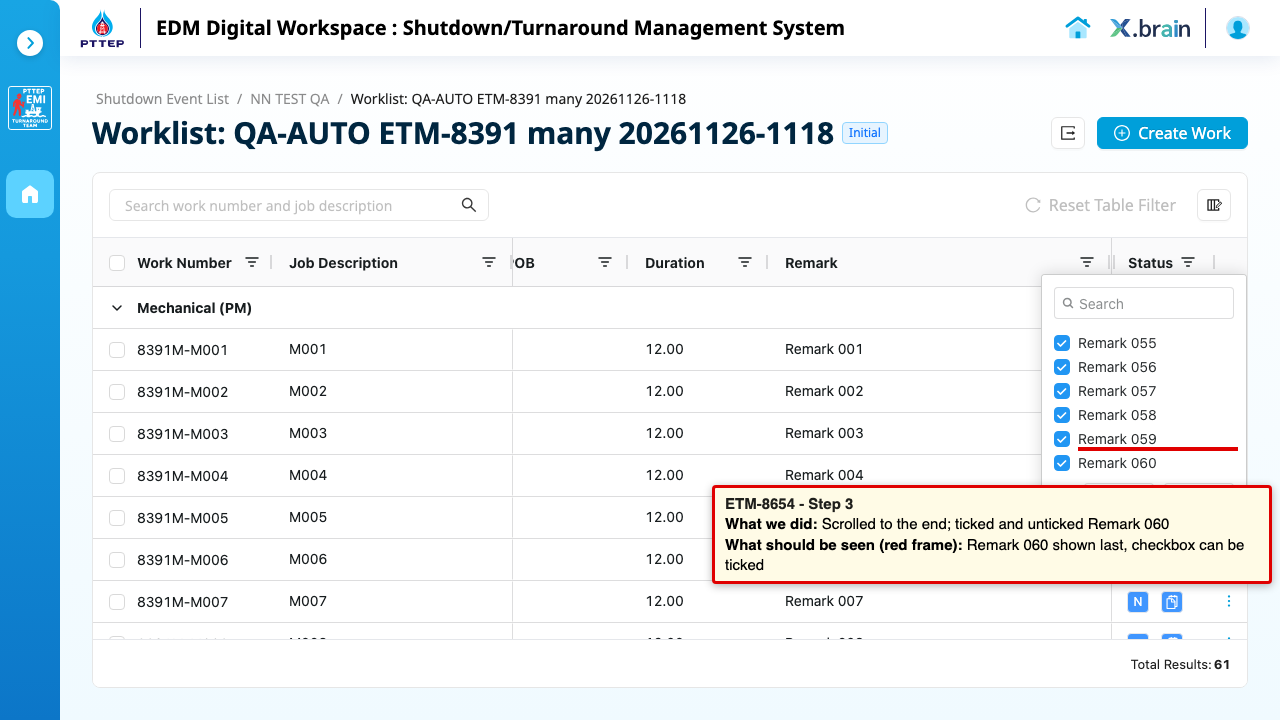 PTTEP
EDM Digital Workspace : Shutdown/Turnaround Management System
X.brain
PTTEP
EMI
TURNAROUND
TEAM
Shutdown Event List / NN TEST QA / Worklist: QA-AUTO ETM-8391 many 20261126-1118
Worklist: QA-AUTO ETM-8391 many 20261126-1118
Initial
Create Work
Search work number and job description
Reset Table Filter
Work Number
Job Description
OB
Duration
Remark
Status
Mechanical (PM)
8391M-M001 M001 12.00 Remark 001
8391M-M002 M002 12.00 Remark 002
8391M-M003 M003 12.00 Remark 003
8391M-M004 M004 12.00 Remark 004
8391M-M005 M005 12.00
8391M-M006 M006 12.00
8391M-M007 M007 12.00 Remark 007 N
Search
Remark 055
Remark 056
Remark 057
Remark 058
Remark 059
Remark 060
ETM-8654 - Step 3
What we did: Scrolled to the end; ticked and unticked Remark 060
What should be seen (red frame): Remark 060 shown last, checkbox can be
ticked
Total Results: 61